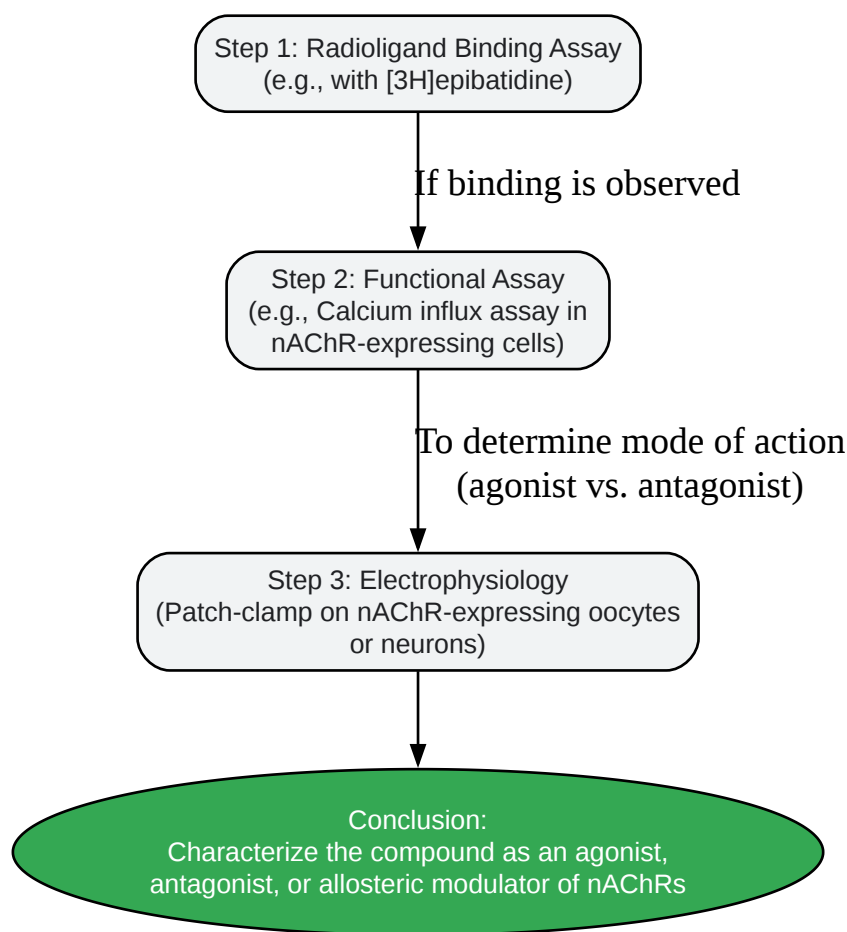 Step 1: Radioligand Binding Assay
(e.g., with [3H]epibatidine)
If binding is observed
Step 2: Functional Assay
(e.g., Calcium influx assay in
nAChR-expressing cells)
To determine mode of action
(agonist vs. antagonist)
Step 3: Electrophysiology
(Patch-clamp on nAChR-expressing oocytes
or neurons)
Conclusion:
Characterize the compound as an agonist,
antagonist, or allosteric modulator of nAChRs